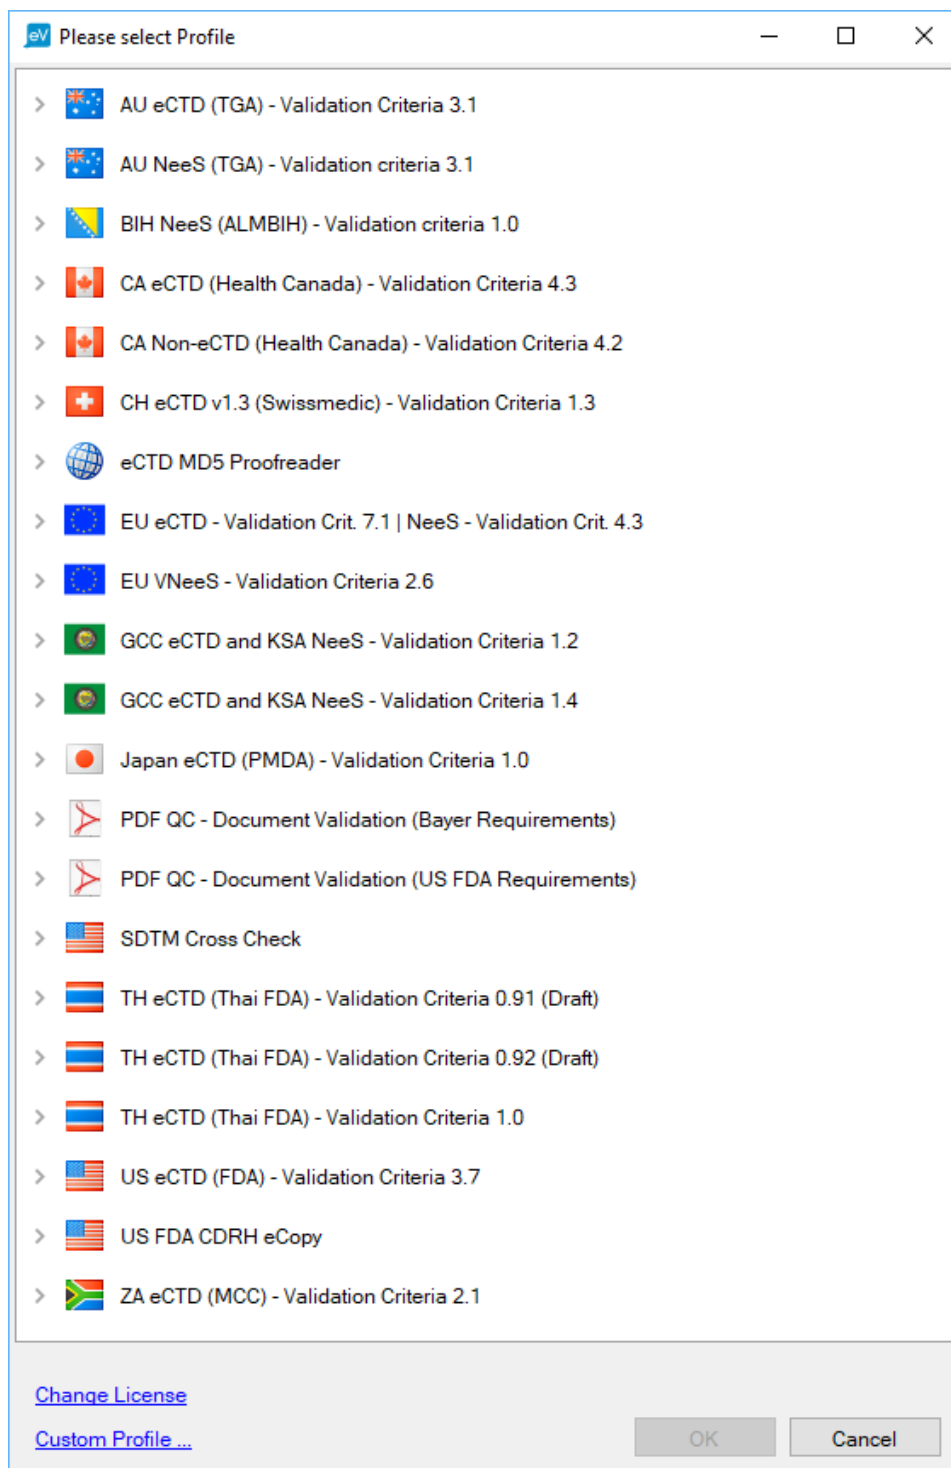 eV Please select Profile
AU eCTD (TGA) - Validation Criteria 3.1
AU NeeS (TGA) - Validation criteria 3.1
BIH NeeS (ALMBIH) - Validation criteria 1.0
CA eCTD (Health Canada) - Validation Criteria 4.3
CA Non-eCTD (Health Canada) - Validation Criteria 4.2
CH eCTD v1.3 (Swissmedic) - Validation Criteria 1.3
eCTD MD5 Proofreader
EU eCTD - Validation Crit. 7.1 | NeeS - Validation Crit. 4.3
EU VNeeS - Validation Criteria 2.6
GCC eCTD and KSA NeeS - Validation Criteria 1.2
GCC eCTD and KSA NeeS - Validation Criteria 1.4
Japan eCTD (PMDA) - Validation Criteria 1.0
PDF QC - Document Validation (Bayer Requirements)
PDF QC - Document Validation (US FDA Requirements)
SDTM Cross Check
TH eCTD (Thai FDA) - Validation Criteria 0.91 (Draft)
TH eCTD (Thai FDA) - Validation Criteria 0.92 (Draft)
TH eCTD (Thai FDA) - Validation Criteria 1.0
US eCTD (FDA) - Validation Criteria 3.7
US FDA CDRH eCopy
ZA eCTD (MCC) - Validation Criteria 2.1
Change License
Custom Profile ...
OK
Cancel